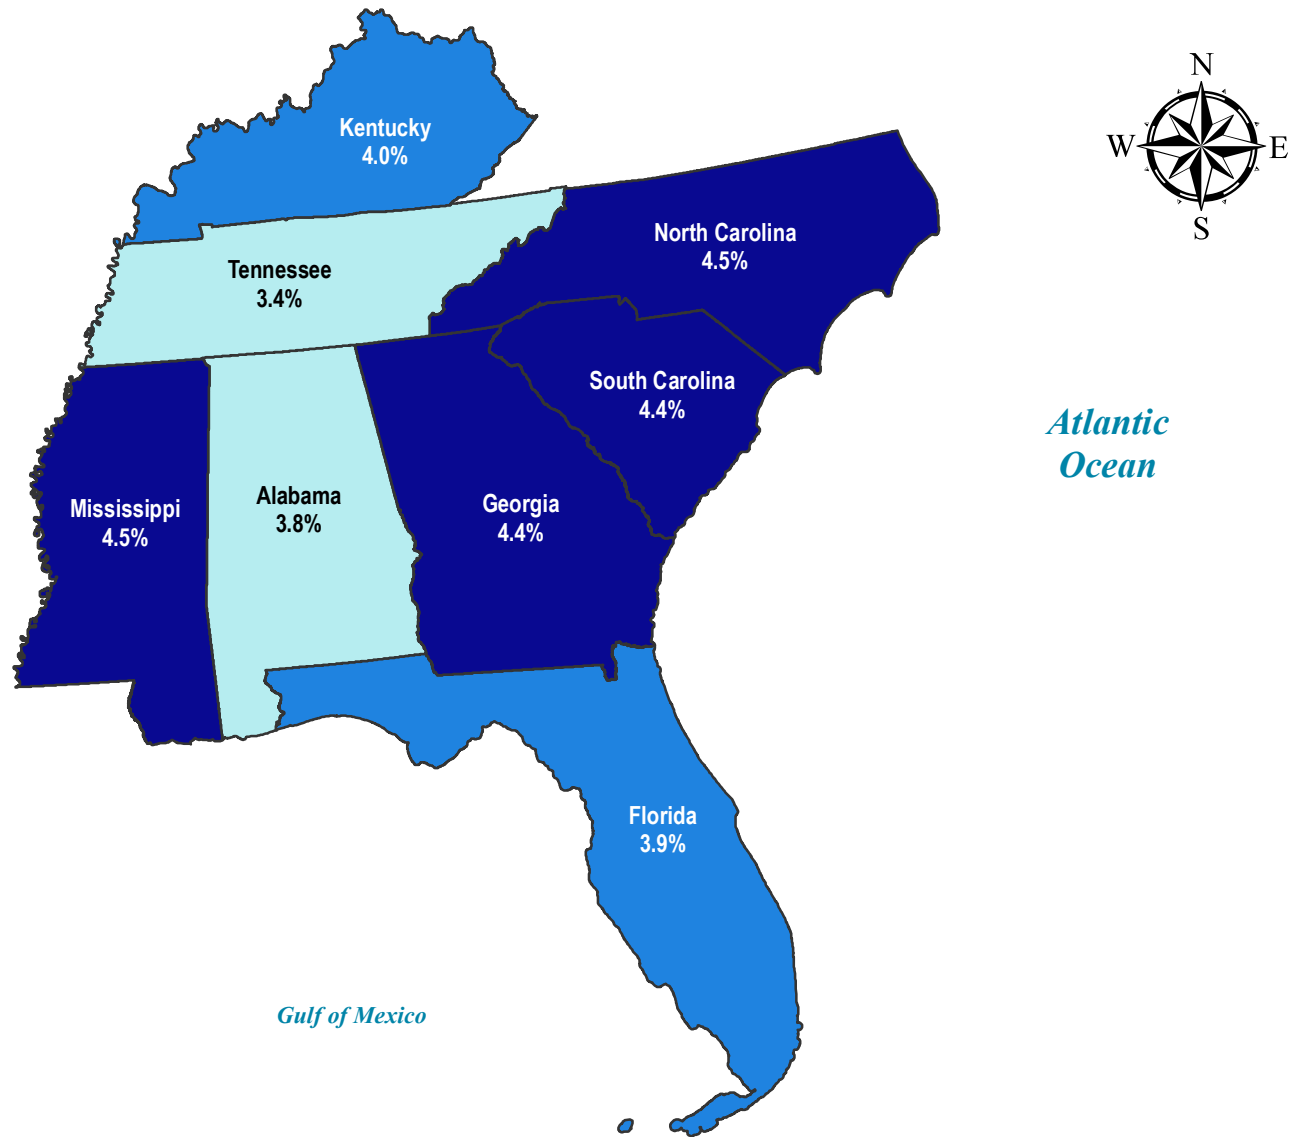 N
W
E
S
Kentucky
4.0%
North Carolina
4.5%
Tennessee
3.4%
South Carolina
4.4%
Atlantic
Ocean
Mississippi
4.5%
Alabama
3.8%
Georgia
4.4%
Florida
3.9%
Gulf of Mexico